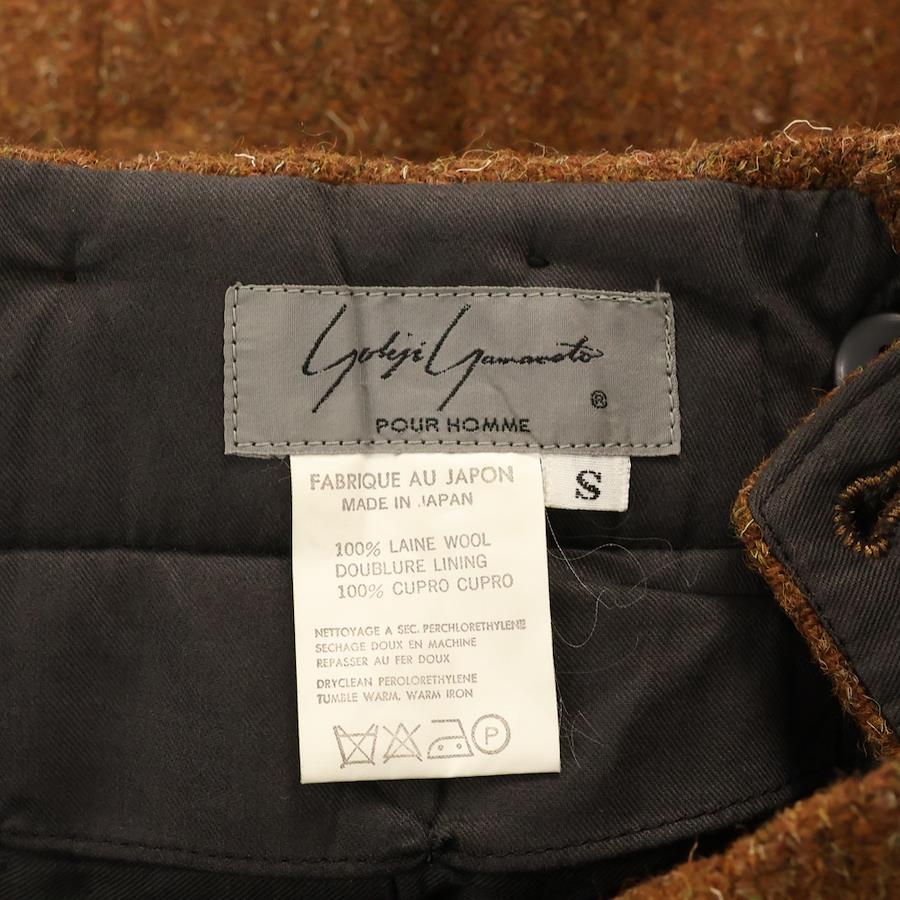 Yohji Yamamoto
®
POUR HOMME
S
FABRIQUE AU JAPON
MADE IN JAPAN
100% LAINE WOOL
DOUBLURE LINING
100% CUPRO CUPRO
NETTOYAGE A SEC. PERCHLORETHYLENE
SECHAGE DOUX EN MACHINE
REPASSER AU FER DOUX
DRYCLEAN PEROLORETHYLENE
TUMBLE WARM, WARM IRON
P